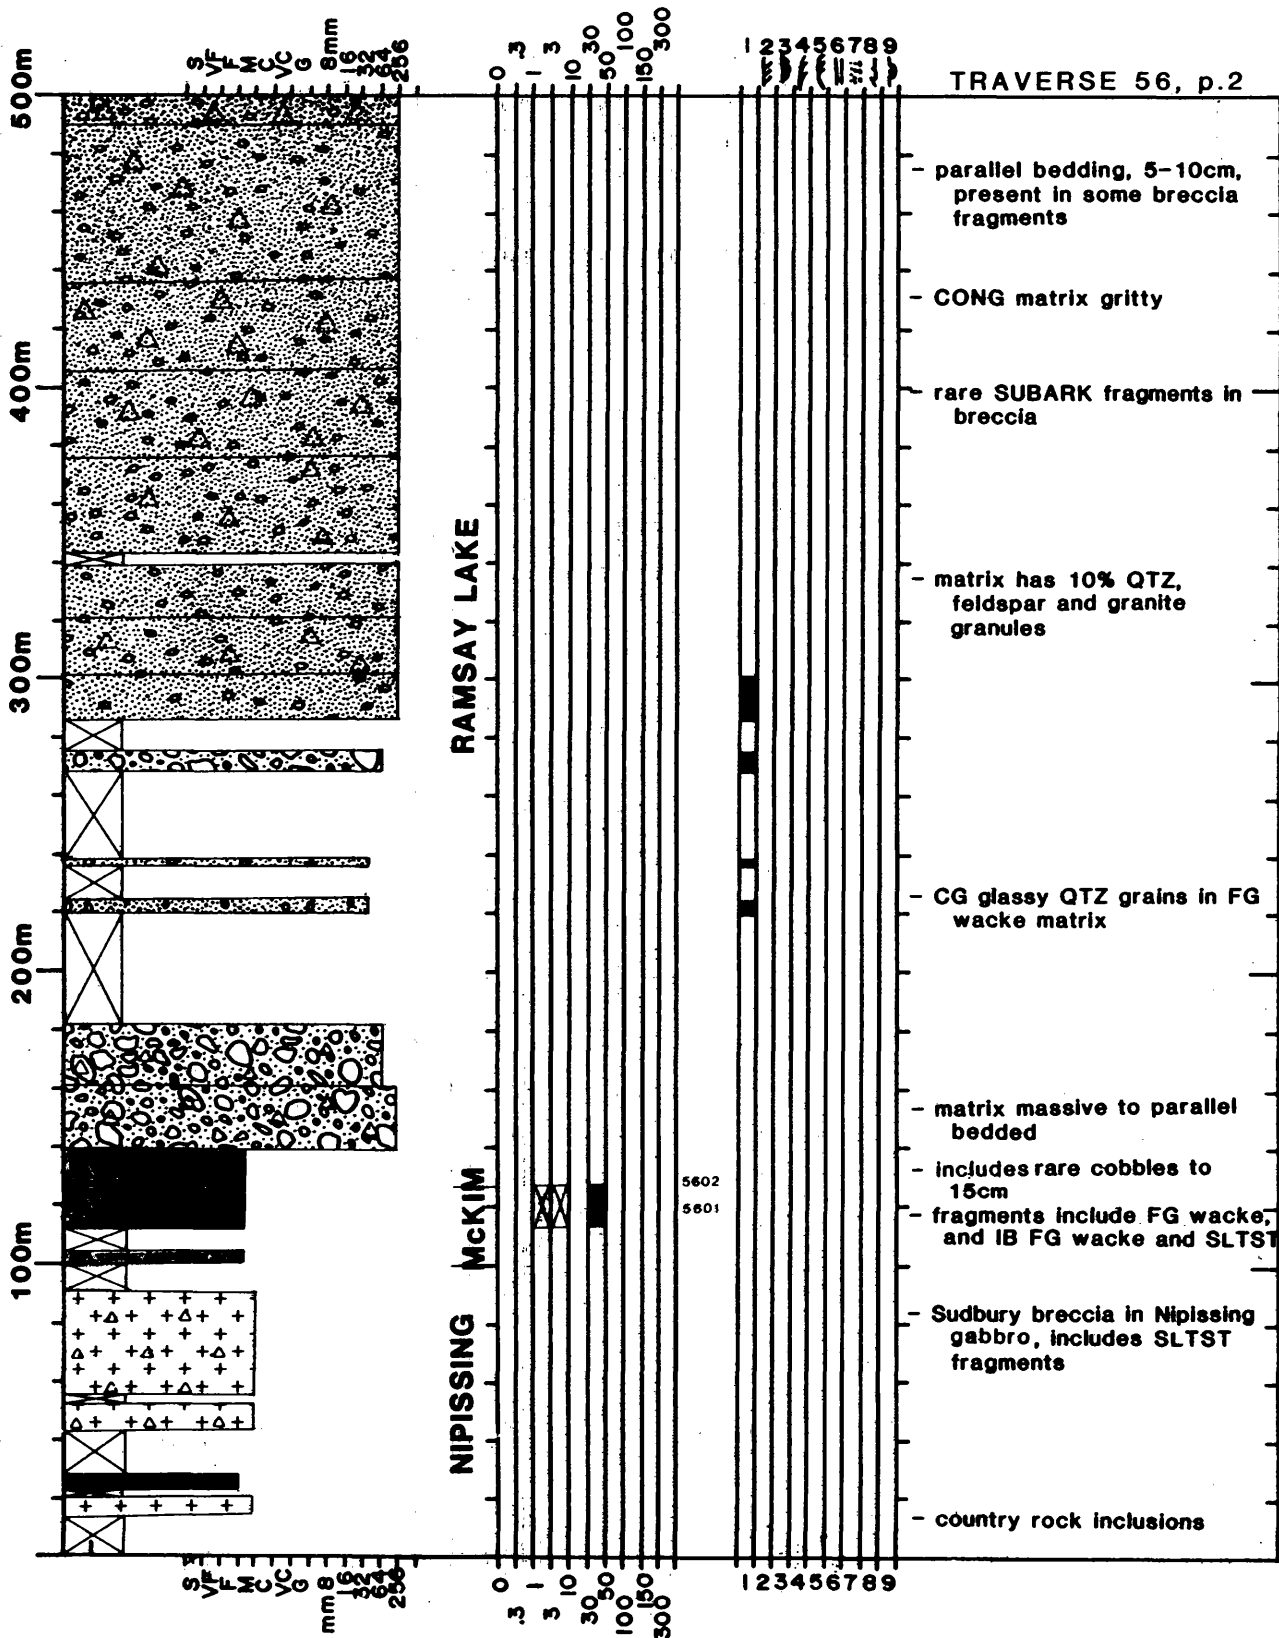 S VF F M C VC G 8mm 16 32 64 256
0 .3 1 3 10 30 50 100 150 300
1 2 3 4 5 6 7 8 9
TRAVERSE 56, p.2
500m
- parallel bedding, 5-10cm,
present in some breccia
fragments
- CONG matrix gritty
400m
- rare SUBARK fragments in
breccia
RAMSAY LAKE
- matrix has 10% QTZ,
feldspar and granite
granules
300m
- CG glassy QTZ grains in FG
wacke matrix
200m
- matrix massive to parallel
bedded
McKIM
- includes rare cobbles to
15cm
5602
5601
- fragments include FG wacke,
and IB FG wacke and SLTST
100m
NIPISSING
- Sudbury breccia in Nipissing
gabbro, includes SLTST
fragments
- country rock inclusions
S VF F M C VC G mm 8 16 32 64 256
0 .3 1 3 10 30 50 100 150 300
1 2 3 4 5 6 7 8 9